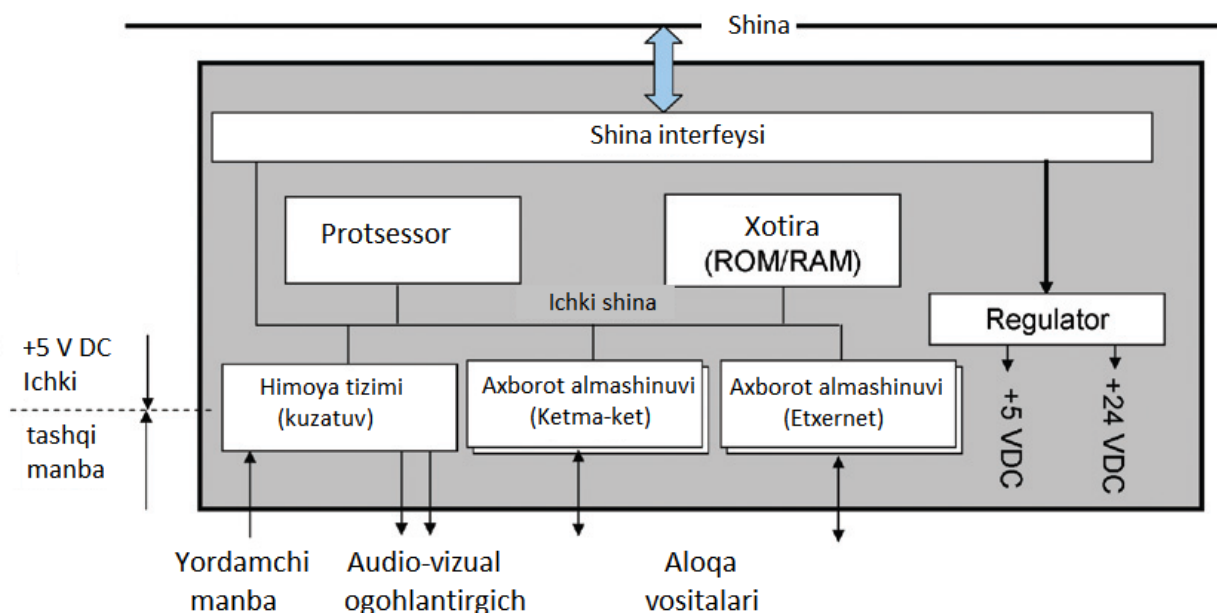 Shina
Shina interfeysi
Protsessor
Xotira
(ROM/RAM)
Ichki shina
Regulator
+5 V DC
Ichki
tashqi
manba
Himoya tizimi
(kuzatuv)
Axborot almashinuvi
(Ketma-ket)
Axborot almashinuvi
(Etxernet)
+5 VDC
+24 VDC
Yordamchi
manba
Audio-vizual
ogohlantirgich
Aloqa
vositalari